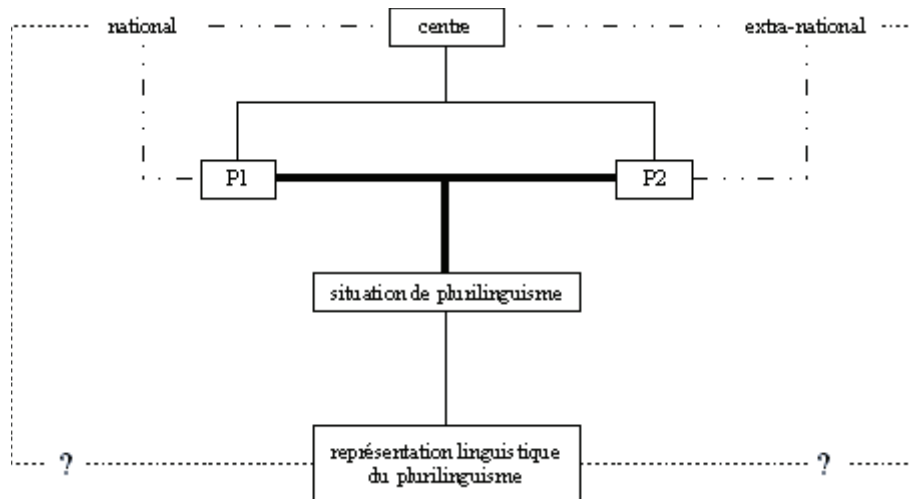 national
centre
extra-national
P1
P2
situation de plurilinguisme
?
représentation linguistique
du plurilinguisme
?